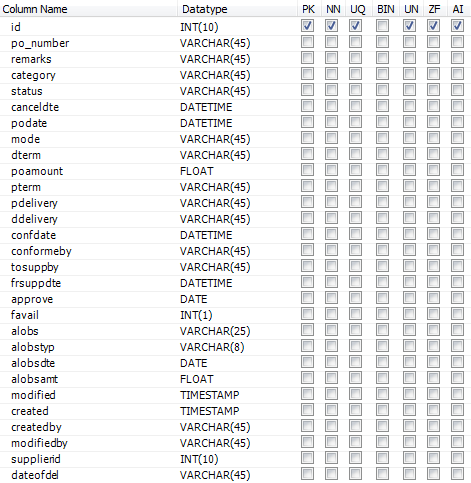 Column Name Datatype PK NN UQ BIN UN ZF AI
id INT(10)
po_number VARCHAR(45)
remarks VARCHAR(45)
category VARCHAR(45)
status VARCHAR(45)
canceldte DATETIME
podate DATETIME
mode VARCHAR(45)
dterm VARCHAR(45)
poamount FLOAT
pterm VARCHAR(45)
pdelivery VARCHAR(45)
ddelivery VARCHAR(45)
confdate DATETIME
conformeby VARCHAR(45)
tosuppby VARCHAR(45)
frsuppdte DATETIME
approve DATE
favail INT(1)
alobs VARCHAR(25)
alobstyp VARCHAR(8)
alobsdte DATE
alobsamt FLOAT
modified TIMESTAMP
created TIMESTAMP
createdby VARCHAR(45)
modifiedby VARCHAR(45)
supplierid INT(10)
dateofdel VARCHAR(45)